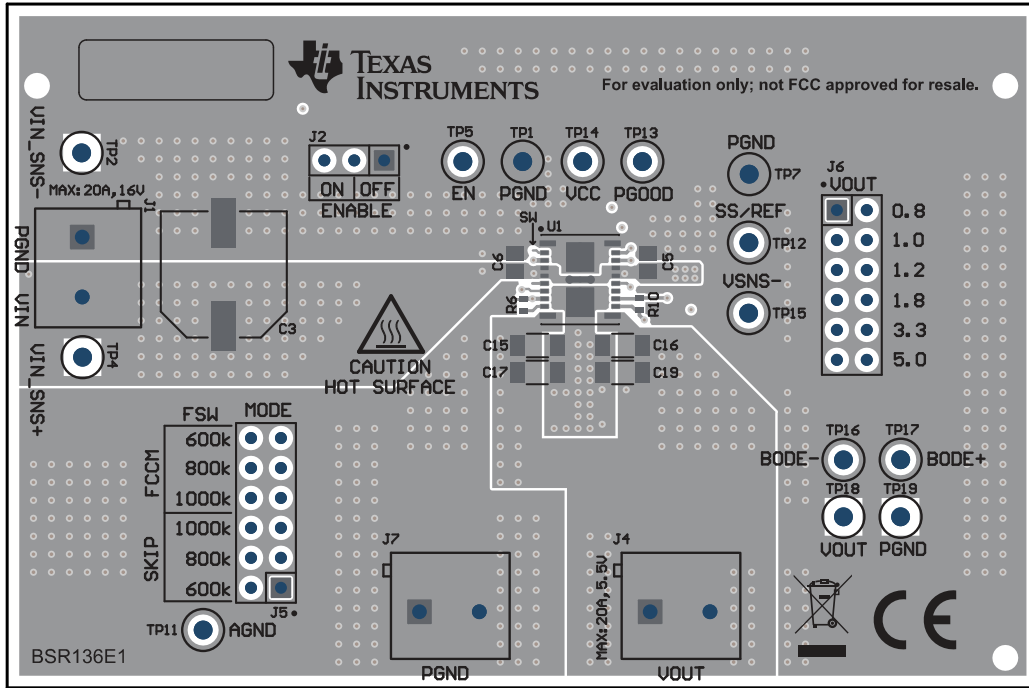 TEXAS
INSTRUMENTS
For evaluation only; not FCC approved for resale.
VIN_SNS-
TP2
MAX:20A,16V
J1
PGND
VIN
TP4
VIN_SNS+
C3
J2
ON
OFF
ENABLE
TP5
EN
TP1
PGND
TP14
VCC
TP13
PGOOD
PGND
TP7
SS/REF
TP12
VSNS-
TP15
J6
VOUT
0.8
1.0
1.2
1.8
3.3
5.0
SW
U1
C6
C5
R6
R10
C15
C16
C17
C19
CAUTION
HOT SURFACE
FSW
MODE
FCCM
600k
800k
1000k
SKIP
1000k
800k
600k
J5
TP11
AGND
BSR136E1
J7
PGND
J4
MAX:20A,5.5V
VOUT
TP16
TP17
BODE-
BODE+
TP18
TP19
VOUT
PGND
CE